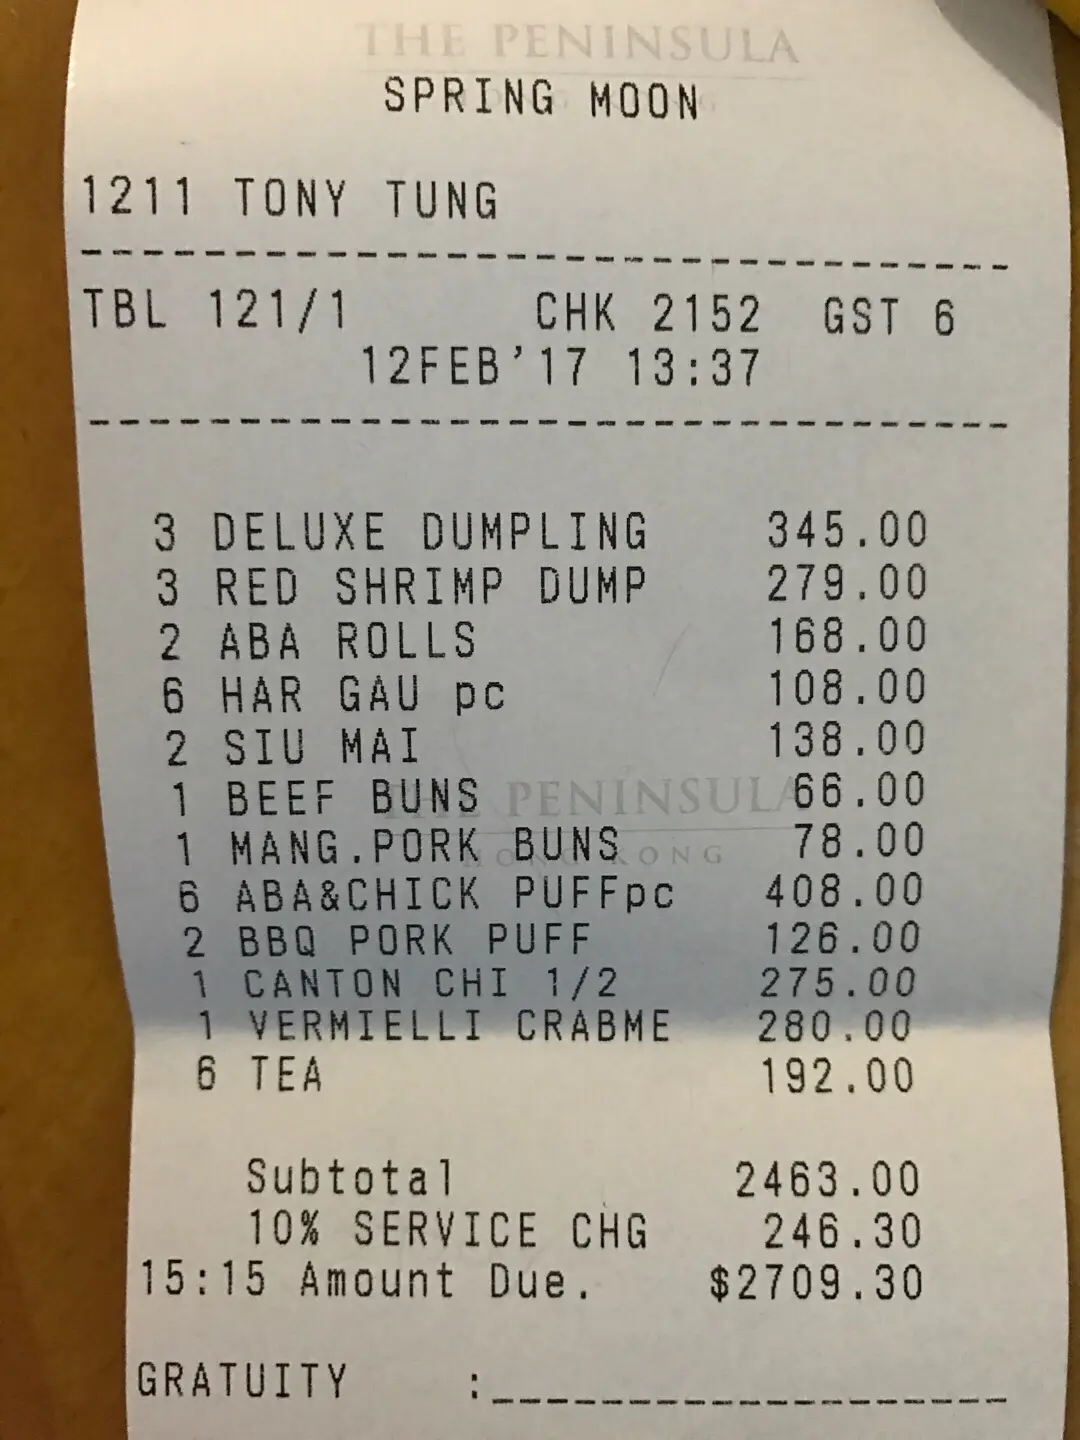 THE PENINSULA
SPRING MOON
1211 TONY TUNG
--------------------------------
TBL 121/1 CHK 2152 GST 6
12FEB'17 13:37
--------------------------------
3 DELUXE DUMPLING 345.00
3 RED SHRIMP DUMP 279.00
2 ABA ROLLS 168.00
6 HAR GAU pc 108.00
2 SIU MAI 138.00
1 BEEF BUNS 66.00
THE PENINSULA
1 MANG.PORK BUNS 78.00
HONG KONG
6 ABA&CHICK PUFFpc 408.00
2 BBQ PORK PUFF 126.00
1 CANTON CHI 1/2 275.00
1 VERMIELLI CRABME 280.00
6 TEA 192.00
Subtotal 2463.00
10% SERVICE CHG 246.30
15:15 Amount Due. $2709.30
GRATUITY :__________________